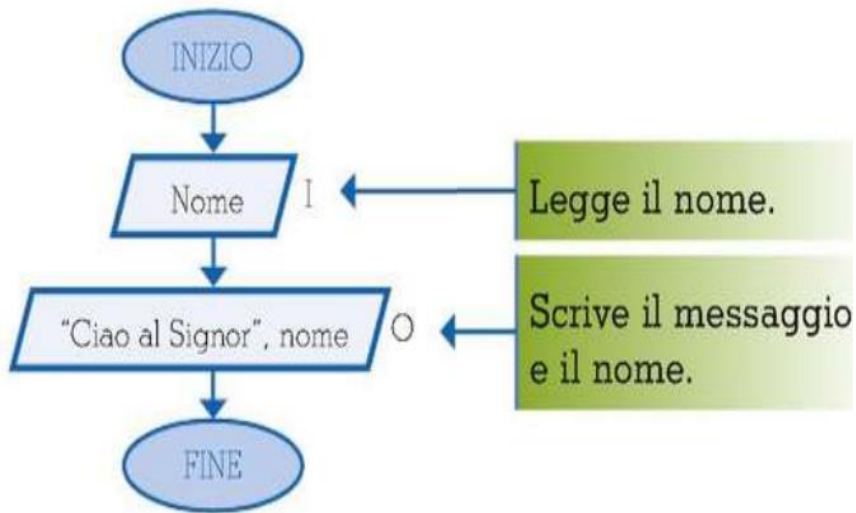 INIZIO
Nome I
Legge il nome.
"Ciao al Signor", nome O
Scrive il messaggio
e il nome.
FINE